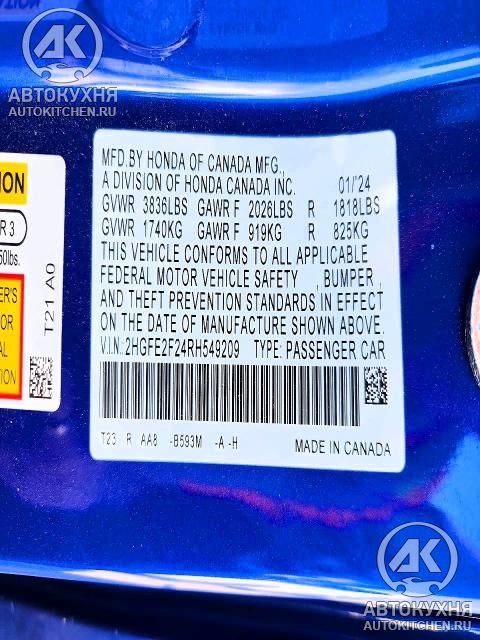 АК
АВТОКУХНЯ
AUTOKITCHEN.RU
MFD.BY HONDA OF CANADA MFG.,
A DIVISION OF HONDA CANADA INC. 01/'24
GVWR 3836LBS GAWR F 2026LBS R 1818LBS
GVWR 1740KG GAWR F 919KG R 825KG
THIS VEHICLE CONFORMS TO ALL APPLICABLE
FEDERAL MOTOR VEHICLE SAFETY , BUMPER ,
AND THEFT PREVENTION STANDARDS IN EFFECT
ON THE DATE OF MANUFACTURE SHOWN ABOVE.
V.I.N.:2HGFE2F24RH549209 TYPE: PASSENGER CAR
T23 R AA8 -B593M -A -H
MADE IN CANADA
T21 A0
АК
АВТОКУХНЯ
AUTOKITCHEN.RU